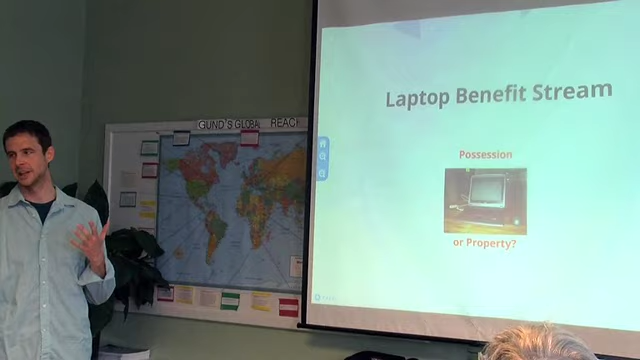 GUND'S GLOBAL REACH
Laptop Benefit Stream
Possession
or Property?